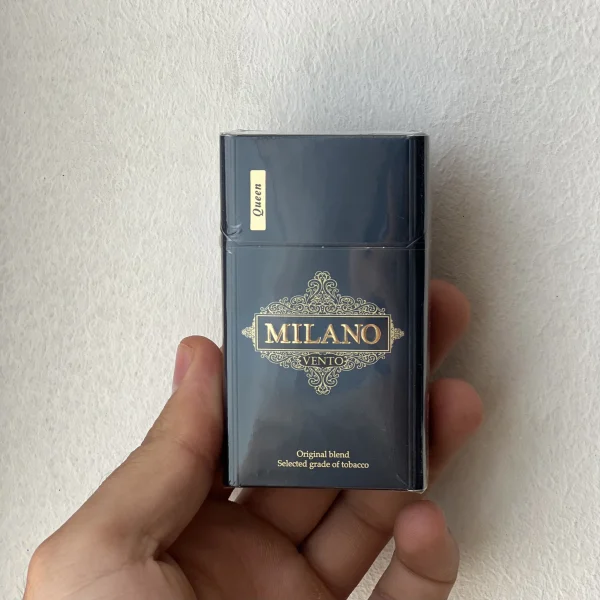 Queen
MILANO
VENTO
Original blend
Selected grade of tobacco